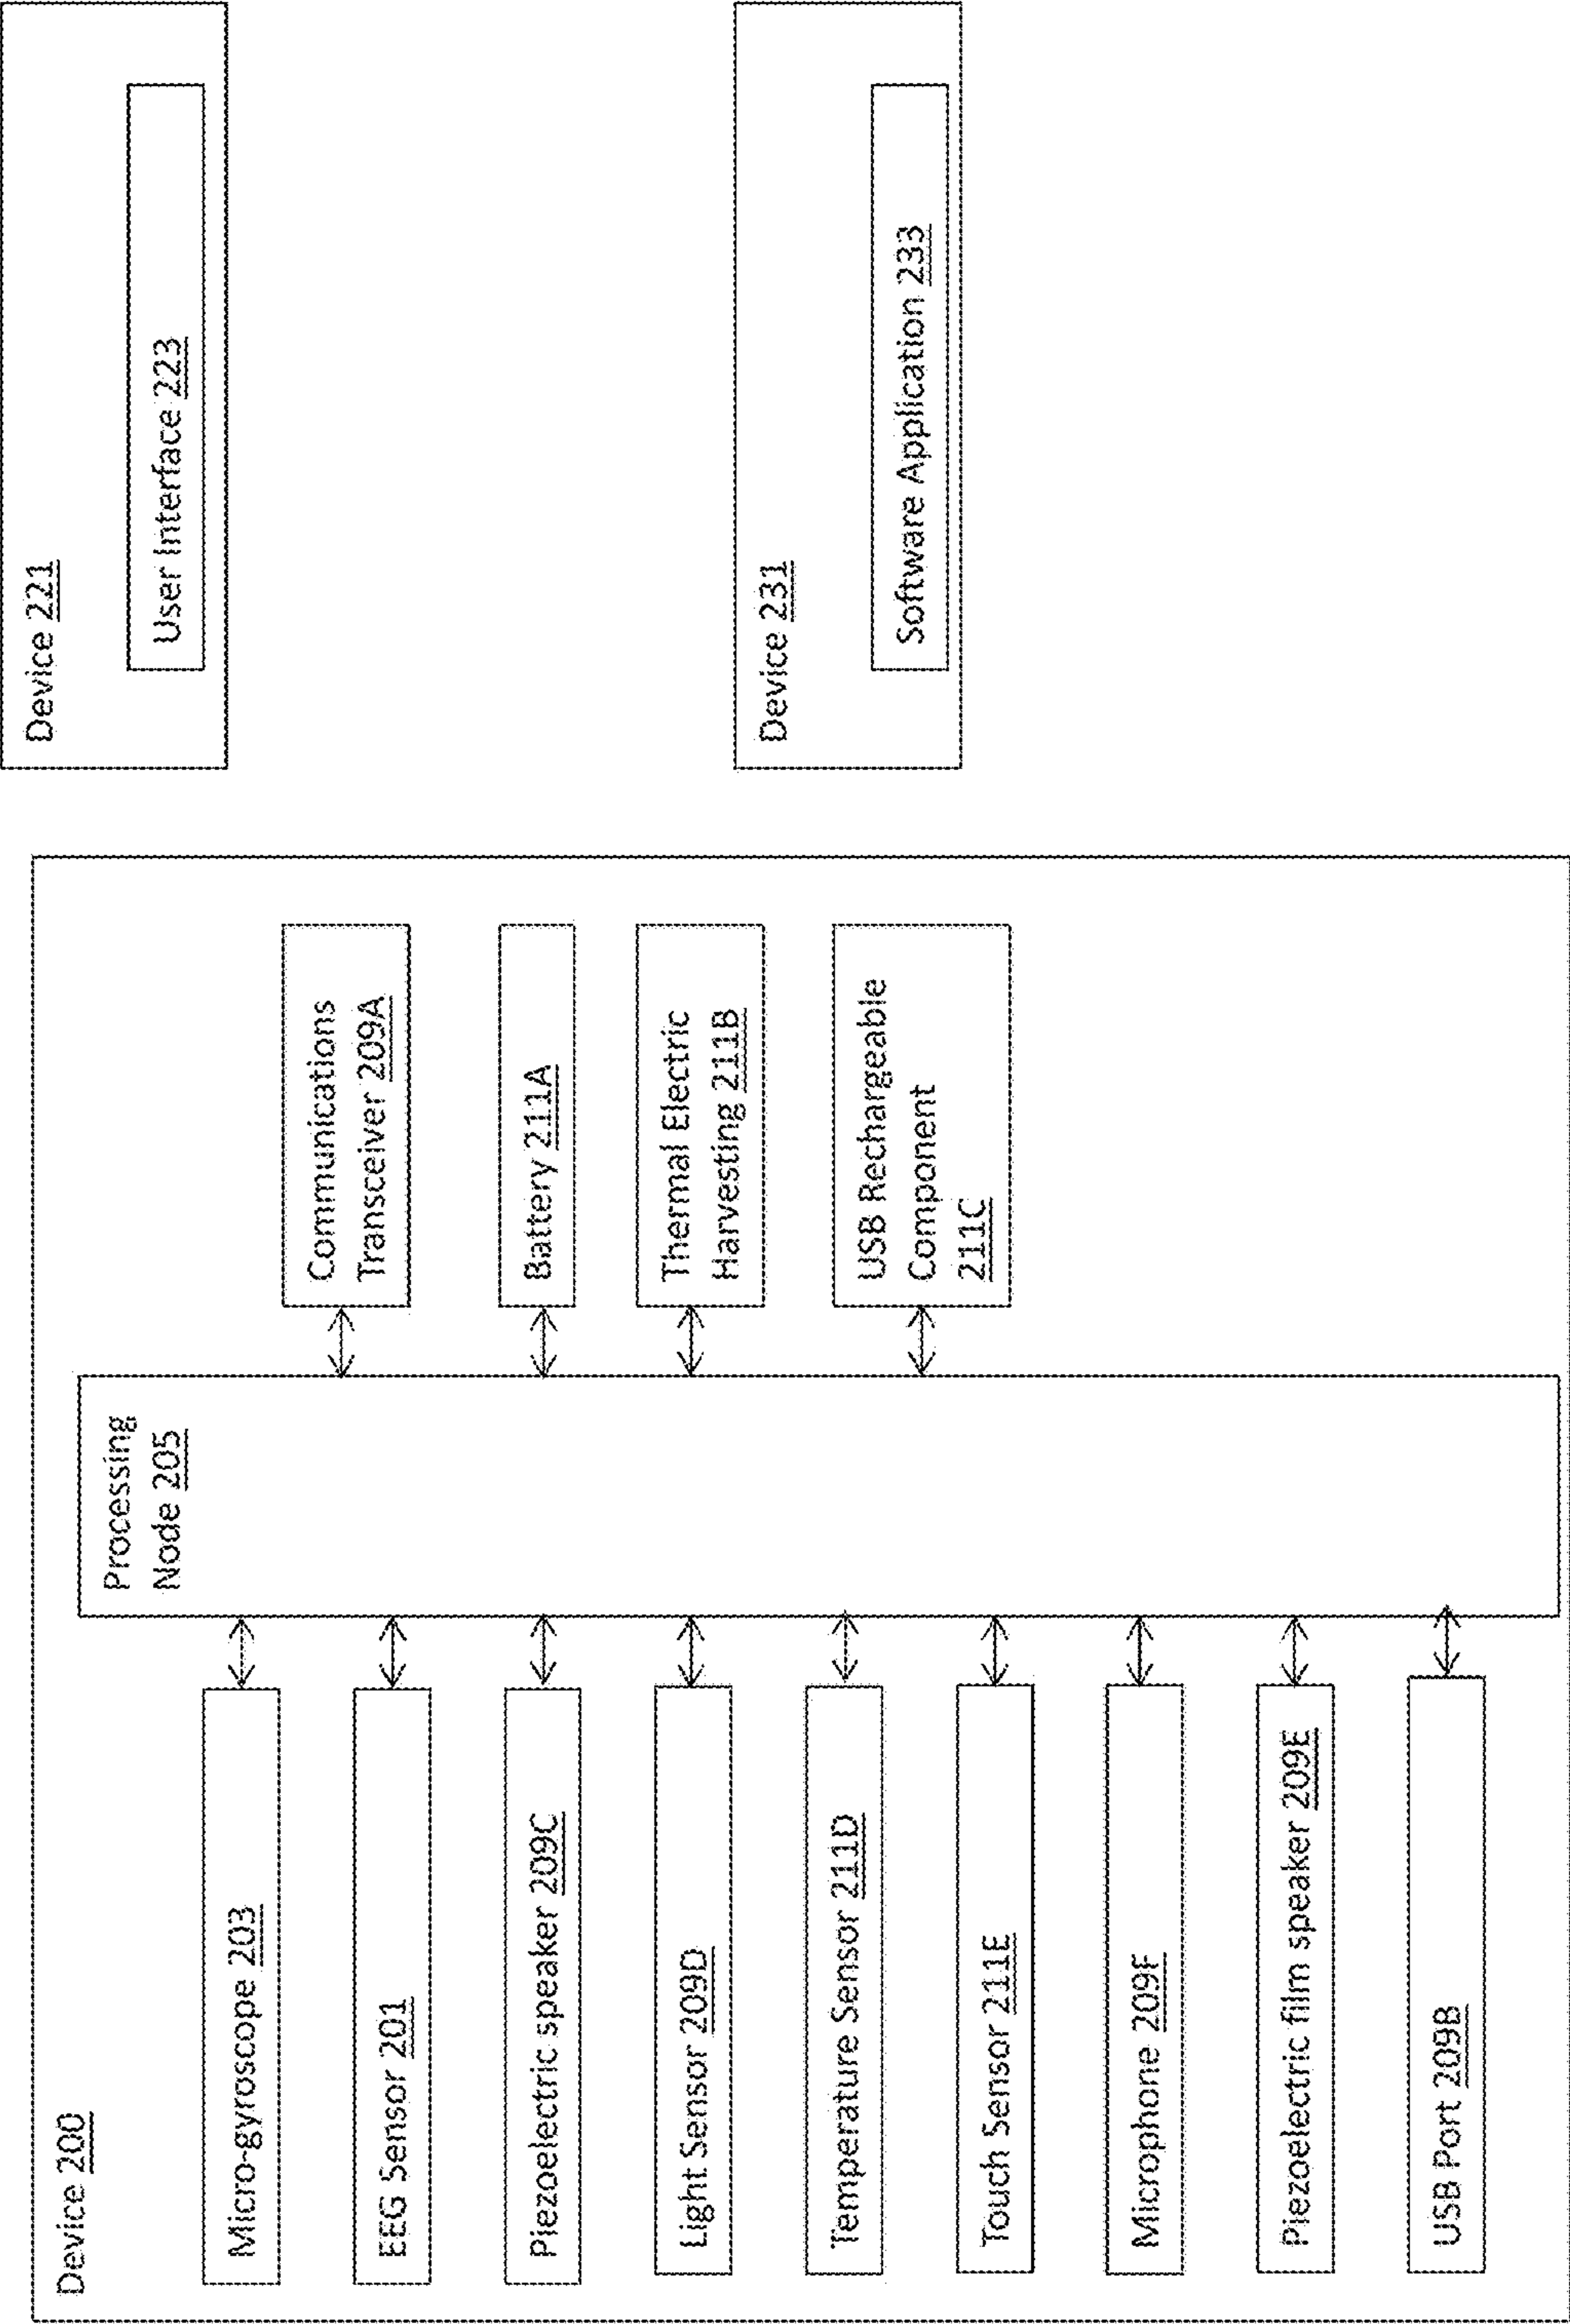 Device 200
Micro-gyroscope 203
EEG Sensor 201
Piezoelectric speaker 209C
Light Sensor 209D
Temperature Sensor 211D
Touch Sensor 211E
Microphone 209F
Piezoelectric film speaker 209E
USB Port 209B
Processing
Node 205
Communications
Transceiver 209A
Battery 211A
Thermal Electric
Harvesting 211B
USB Rechargeable
Component
211C
Device 221
User Interface 223
Device 231
Software Application 233